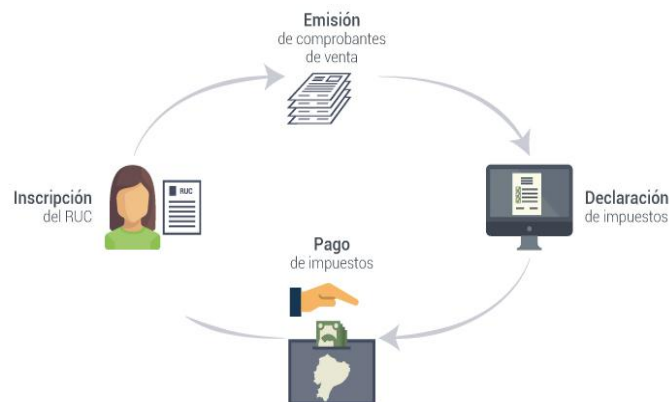 Emisión
de comprobantes
de venta
Inscripción
del RUC
RUC
Declaración
de impuestos
Pago
de impuestos